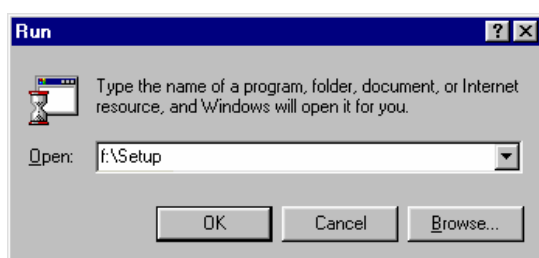 Run
Type the name of a program, folder, document, or Internet
resource, and Windows will open it for you.
Open: f:\Setup
OK Cancel Browse...